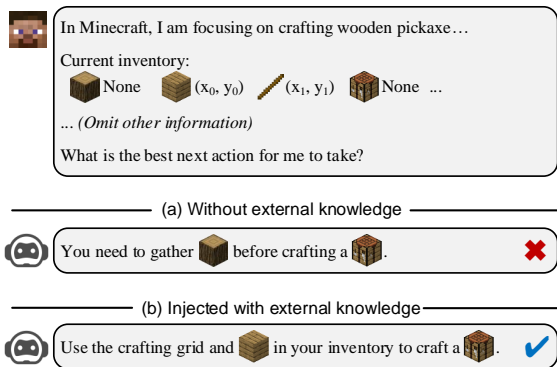 In Minecraft, I am focusing on crafting wooden pickaxe…
Current inventory:
None (x₀, y₀) (x₁, y₁) None ...
... (Omit other information)
What is the best next action for me to take?
(a) Without external knowledge
You need to gather before crafting a .
(b) Injected with external knowledge
Use the crafting grid and in your inventory to craft a .